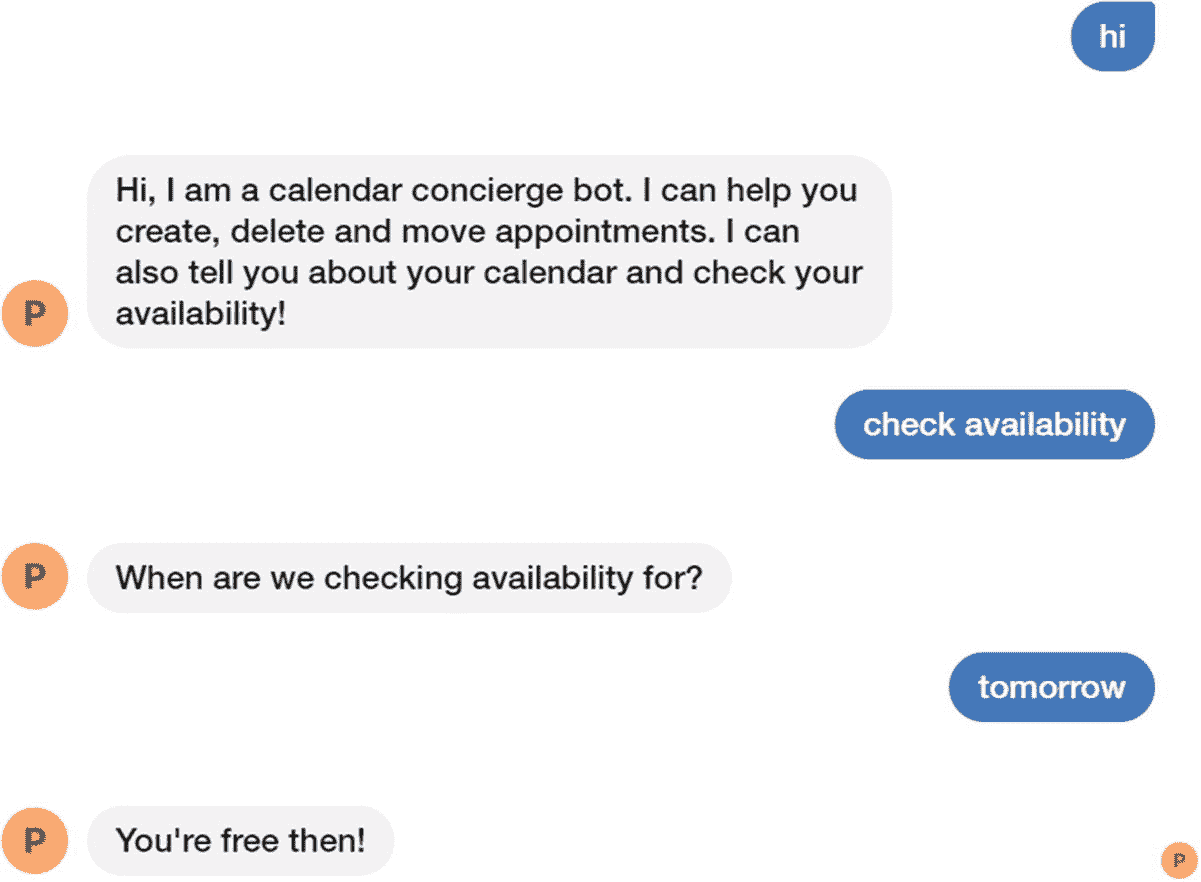 hi
Hi, I am a calendar concierge bot. I can help you
create, delete and move appointments. I can
also tell you about your calendar and check your
availability!
P
check availability
P
When are we checking availability for?
tomorrow
P
You're free then!
P